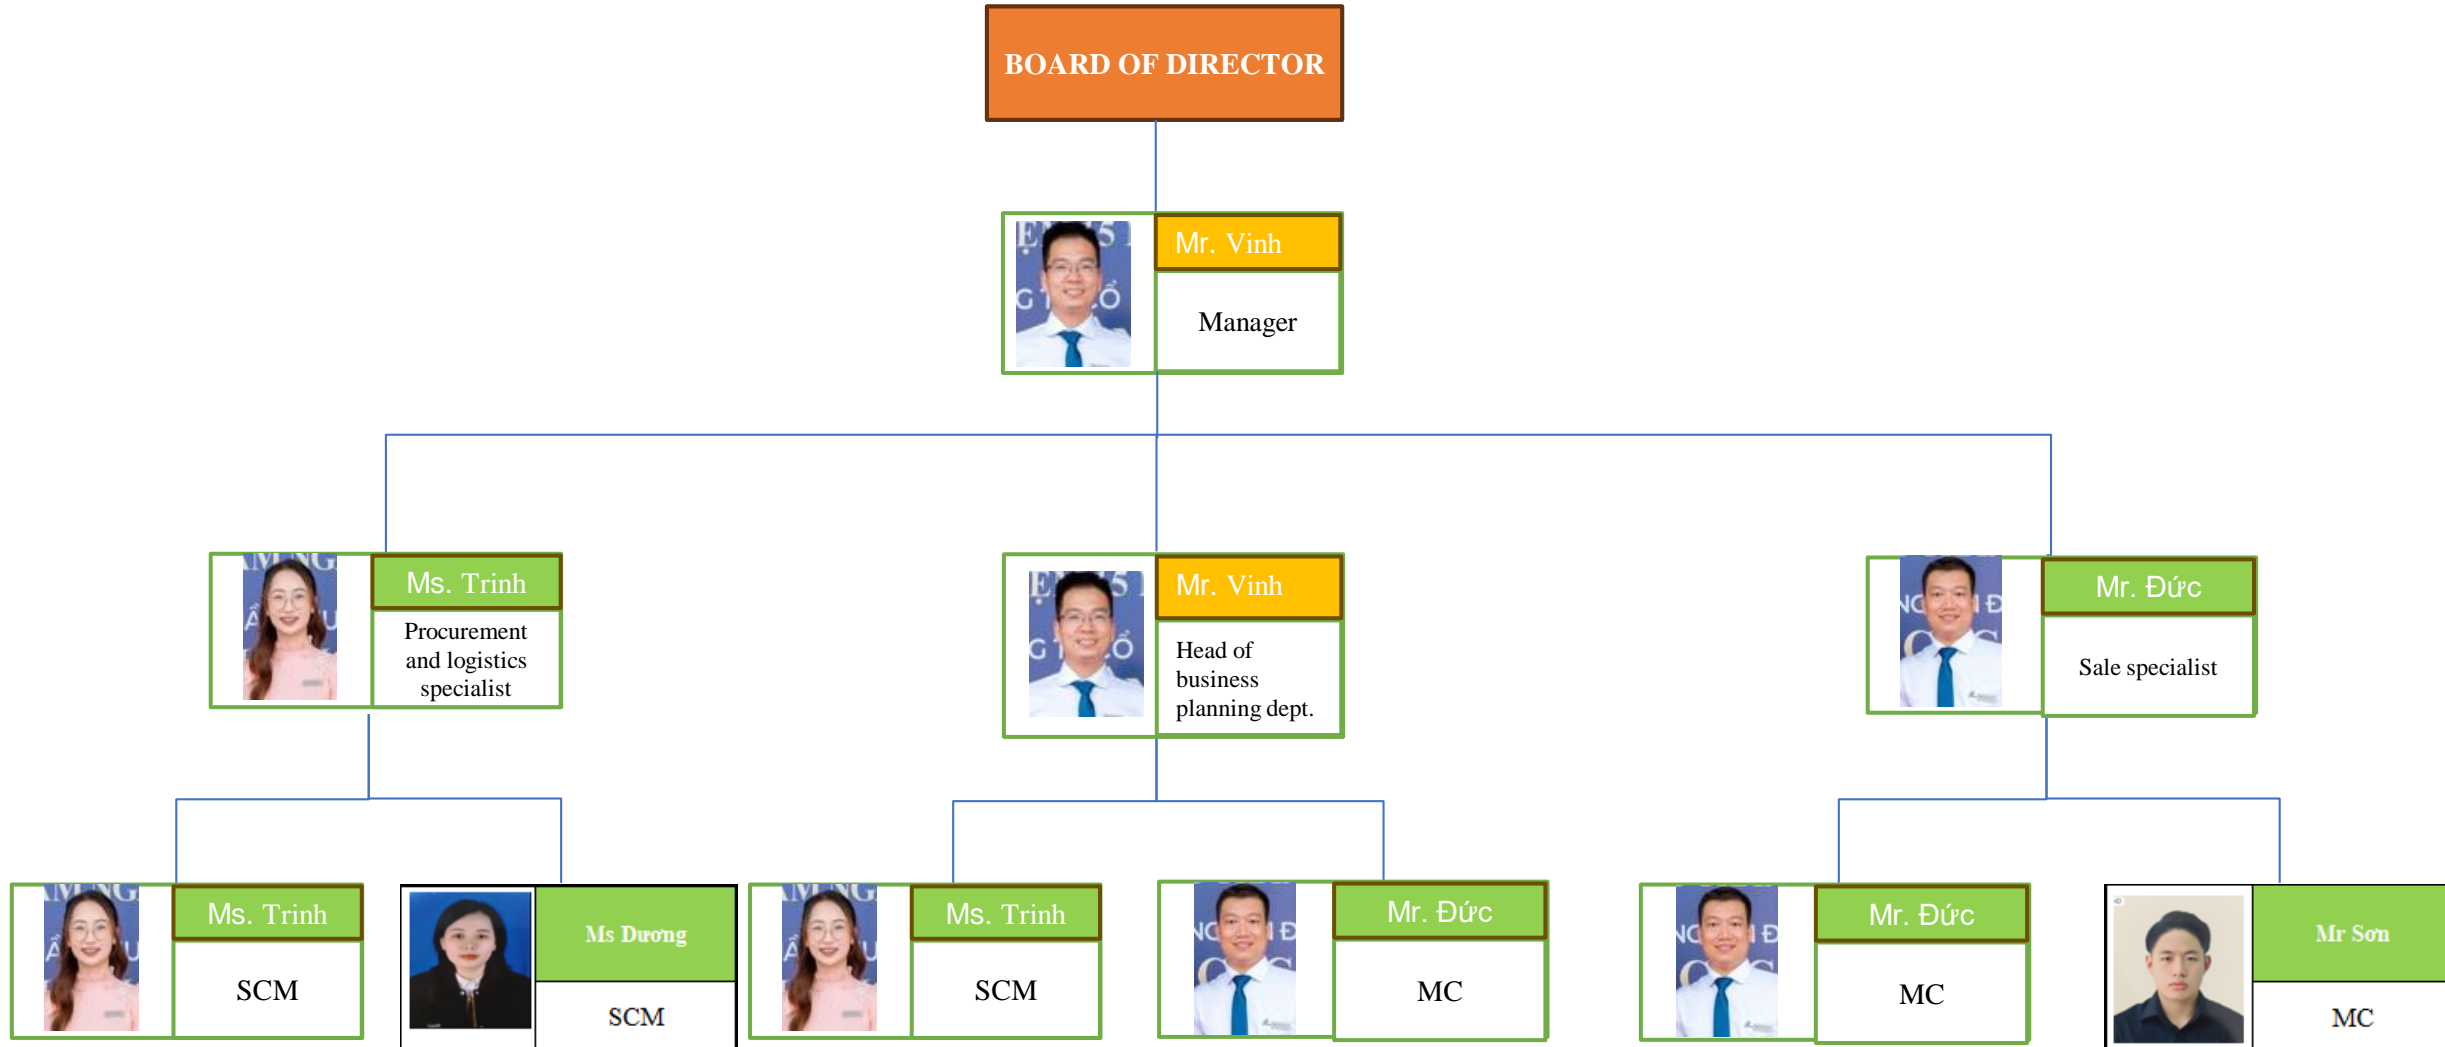 BOARD OF DIRECTOR
Mr. Vinh
Manager
Ms. Trinh
Procurement
and logistics
specialist
Mr. Vinh
Head of
business
planning dept.
Mr. Đức
Sale specialist
Ms. Trinh
SCM
Ms Dương
SCM
Ms. Trinh
SCM
Mr. Đức
MC
Mr. Đức
MC
Mr Sơn
MC